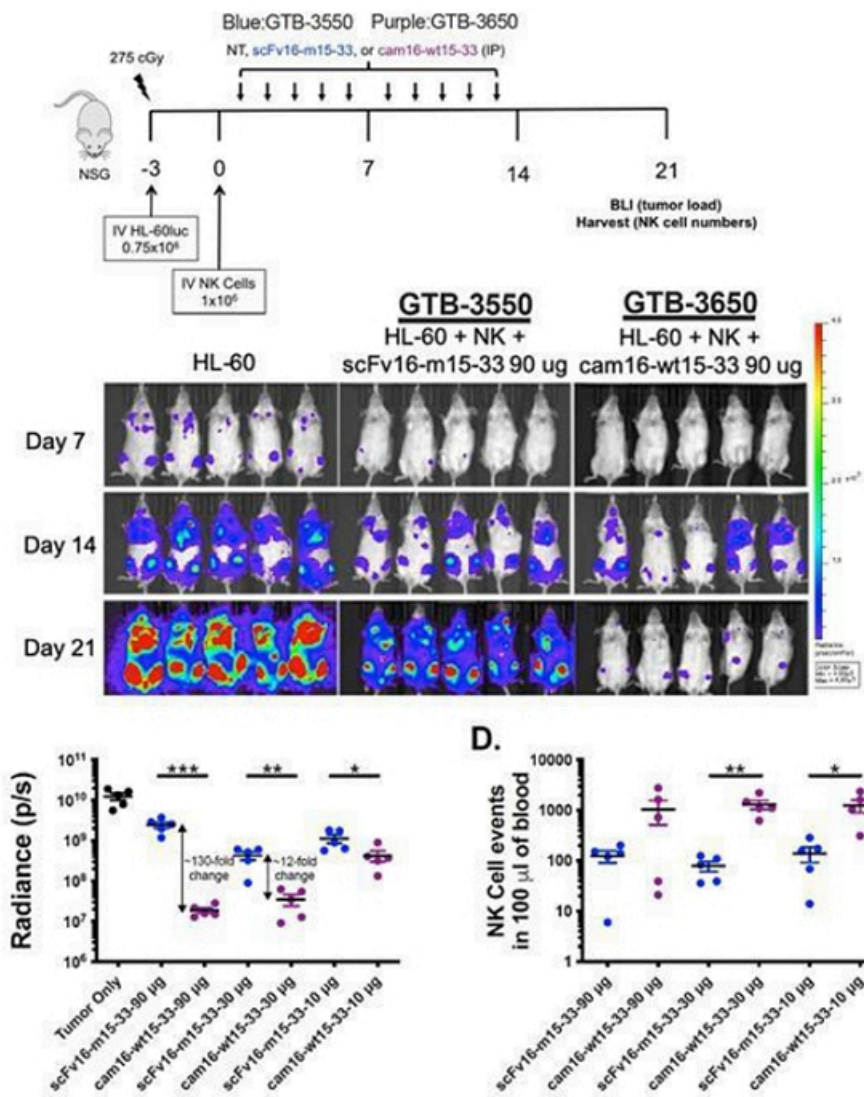 Blue:GTB-3550 Purple:GTB-3650
NT, scFv16-m15-33, or cam16-wt15-33 (IP)
275 cGy
NSG
-3 0 7 14 21
IV HL-60luc
0.75x10⁶
IV NK Cells
1x10⁶
BLI (tumor load)
Harvest (NK cell numbers)
GTB-3550 GTB-3650
HL-60 HL-60 + NK + scFv16-m15-33 90 ug HL-60 + NK + cam16-wt15-33 90 ug
Day 7
Day 14
Day 21
4.0
2.0
1.0
Radiance (p/s)
10¹¹
10¹⁰
10⁹
10⁸
10⁷
10⁶
*** ** *
~130-fold
change
~12-fold
change
Tumor Only
scFv16-m15-33-90 µg
cam16-wt15-33-90 µg
scFv16-m15-33-30 µg
cam16-wt15-33-30 µg
scFv16-m15-33-10 µg
cam16-wt15-33-10 µg
D.
NK Cell events
in 100 µl of blood
10000
1000
100
10
1
** *
scFv16-m15-33-90 µg
cam16-wt15-33-90 µg
scFv16-m15-33-30 µg
cam16-wt15-33-30 µg
scFv16-m15-33-10 µg
cam16-wt15-33-10 µg